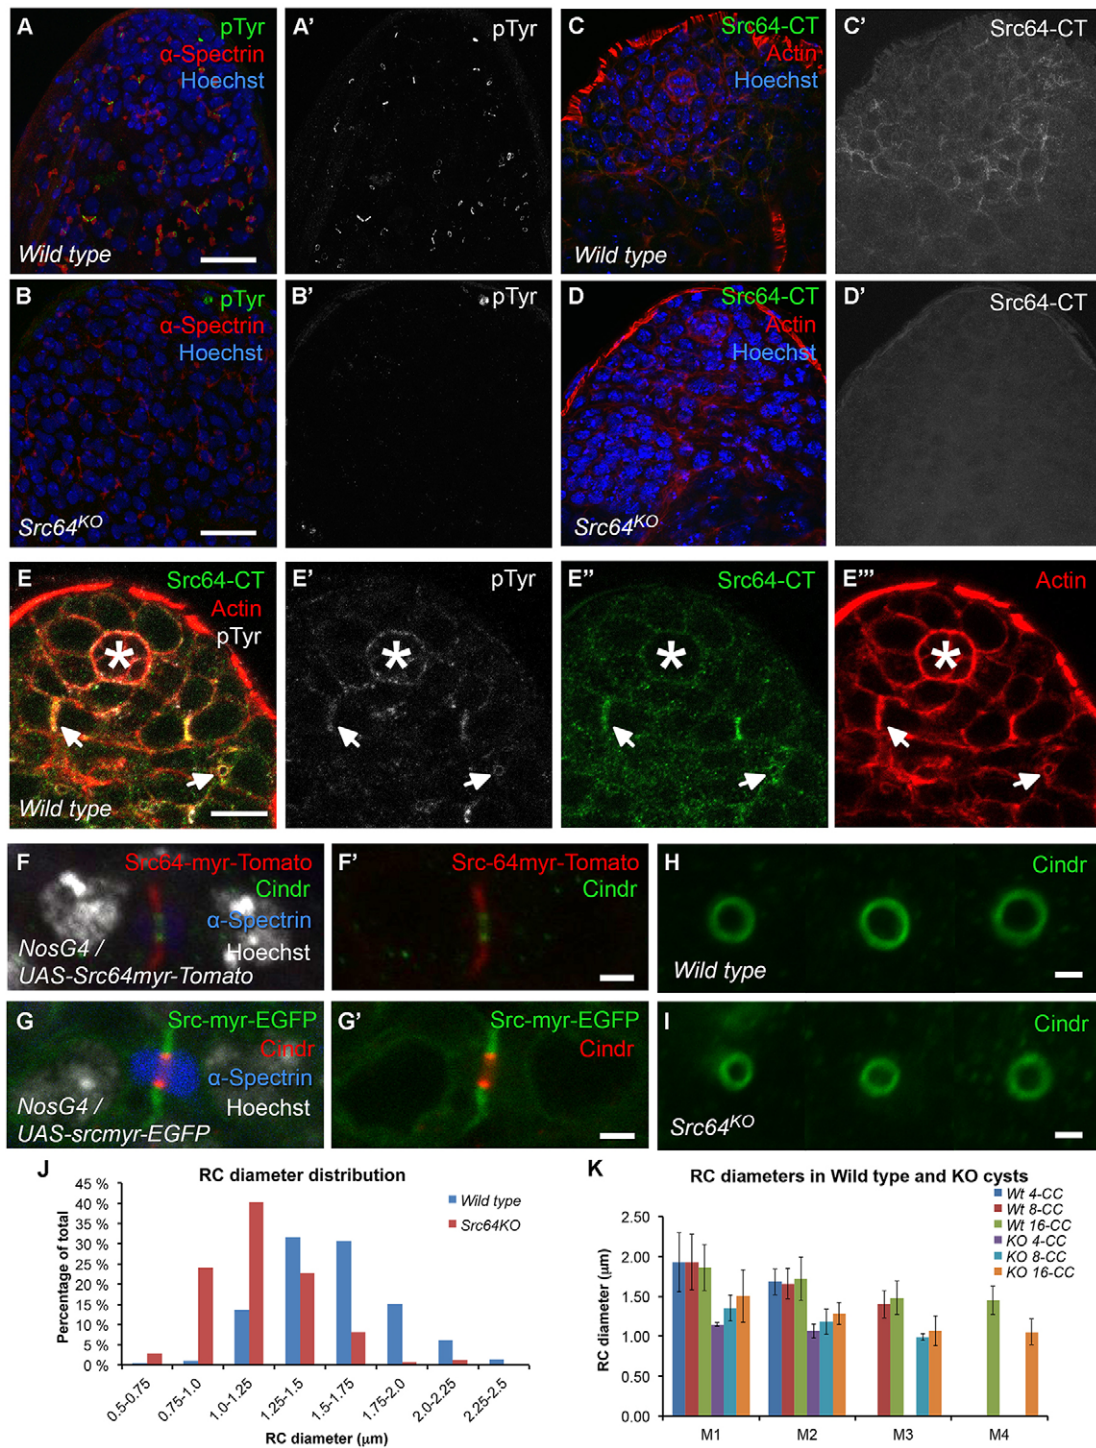 A
pTyr
α-Spectrin
Hoechst
Wild type
A'
pTyr
C
Src64-CT
Actin
Hoechst
Wild type
C'
Src64-CT
B
pTyr
α-Spectrin
Hoechst
Src64KO
B'
pTyr
D
Src64-CT
Actin
Hoechst
Src64KO
D'
Src64-CT
E
Src64-CT
Actin
pTyr
*
Wild type
E'
pTyr
*
E''
Src64-CT
*
E'''
Actin
*
F
Src64-myr-Tomato
Cindr
α-Spectrin
Hoechst
NosG4 /
UAS-Src64myr-Tomato
F'
Src-64myr-Tomato
Cindr
H
Cindr
Wild type
G
Src-myr-EGFP
Cindr
α-Spectrin
Hoechst
NosG4 /
UAS-srcmyr-EGFP
G'
Src-myr-EGFP
Cindr
I
Cindr
Src64KO
J
RC diameter distribution
45 %
40 %
35 %
30 %
25 %
20 %
15 %
10 %
5 %
0 %
Percentage of total
Wild type
Src64KO
0.5-0.75
0.75-1.0
1.0-1.25
1.25-1.5
1.5-1.75
1.75-2.0
2.0-2.25
2.25-2.5
RC diameter (μm)
K
RC diameters in Wild type and KO cysts
Wt 4-CC
Wt 8-CC
Wt 16-CC
KO 4-CC
KO 8-CC
KO 16-CC
2.50
2.00
1.50
1.00
0.50
0.00
RC diameter (μm)
M1
M2
M3
M4